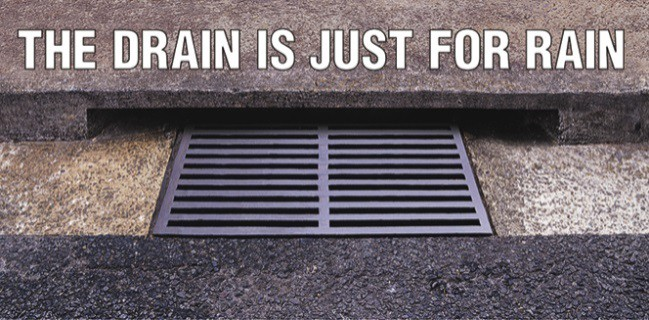 THE DRAIN IS JUST FOR RAIN